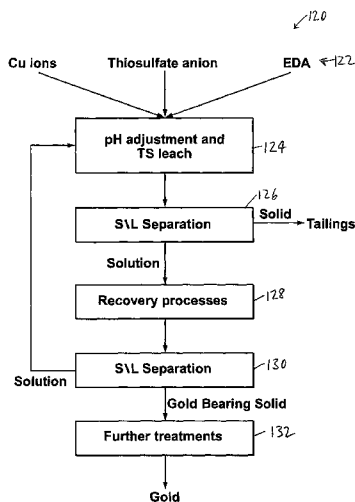 120
Cu ions Thiosulfate anion EDA 122
pH adjustment and
TS leach
124
126
S\L Separation
Solid
Tailings
Solution
Recovery processes
128
S\L Separation
130
Solution
Gold Bearing Solid
Further treatments
132
Gold